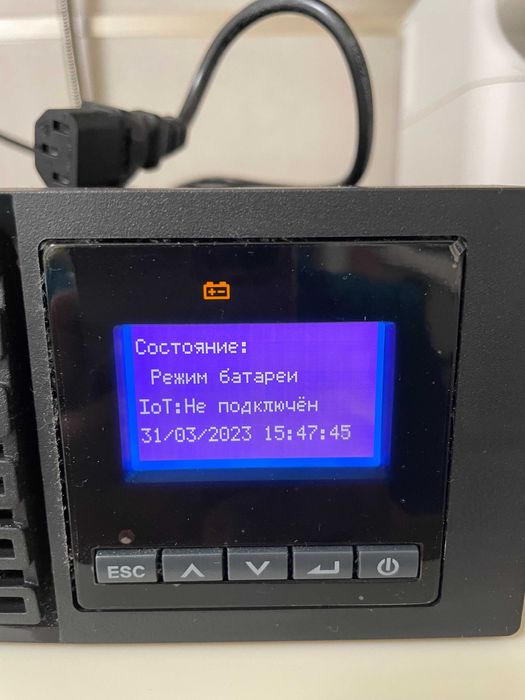 Состояние:
Режим батареи
IoT:Не подключён
31/03/2023 15:47:45
ESC